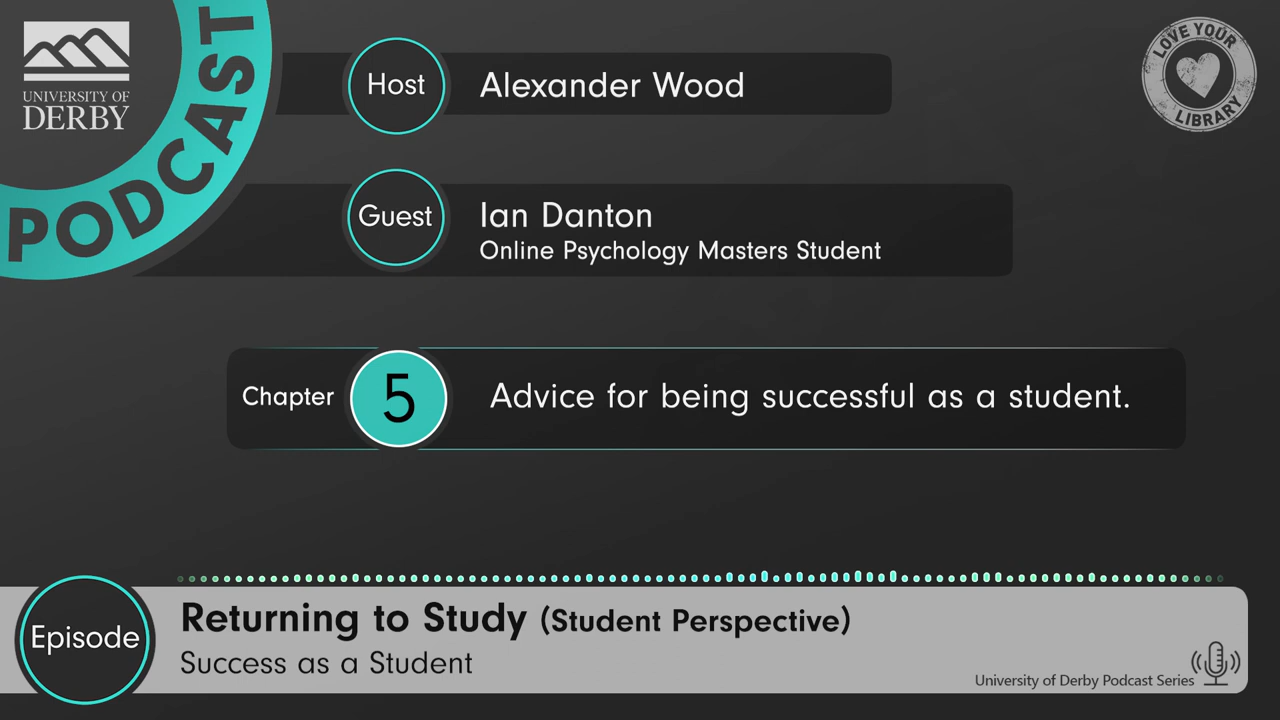 UNIVERSITY OF
DERBY
PODCAST
Host
Alexander Wood
LOVE YOUR
LIBRARY
Guest
Ian Danton
Online Psychology Masters Student
Chapter
5
Advice for being successful as a student.
Episode
Returning to Study (Student Perspective)
Success as a Student
University of Derby Podcast Series